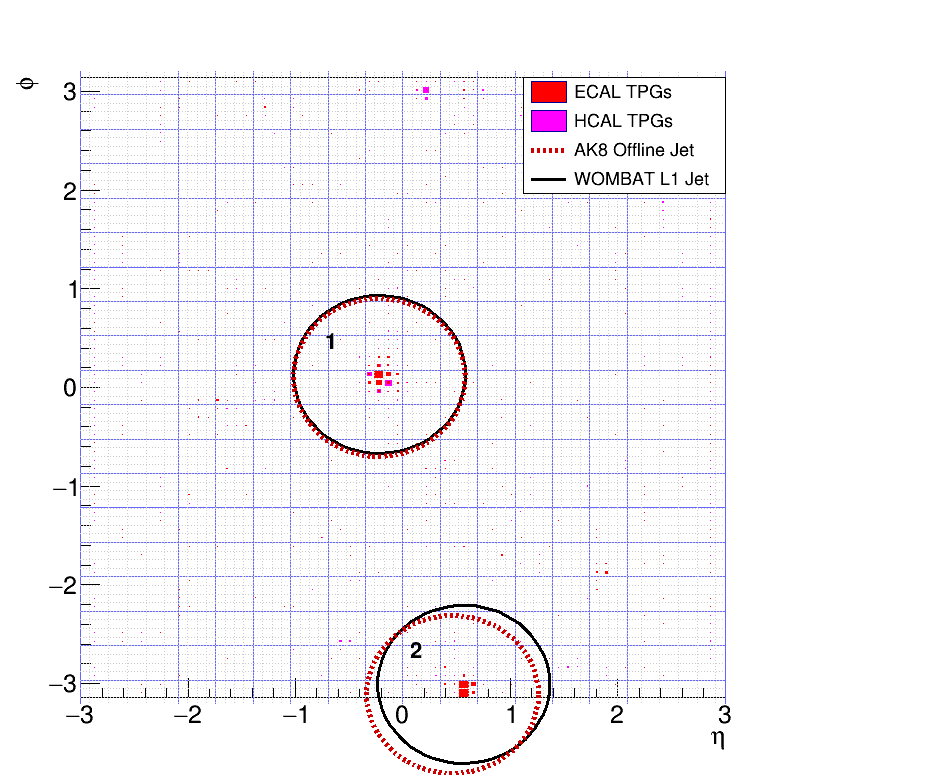 φ
3
ECAL TPGs
HCAL TPGs
AK8 Offline Jet
2
WOMBAT L1 Jet
1
1
0
−1
−2
2
−3
−3 −2 −1 0 1 2 3
η